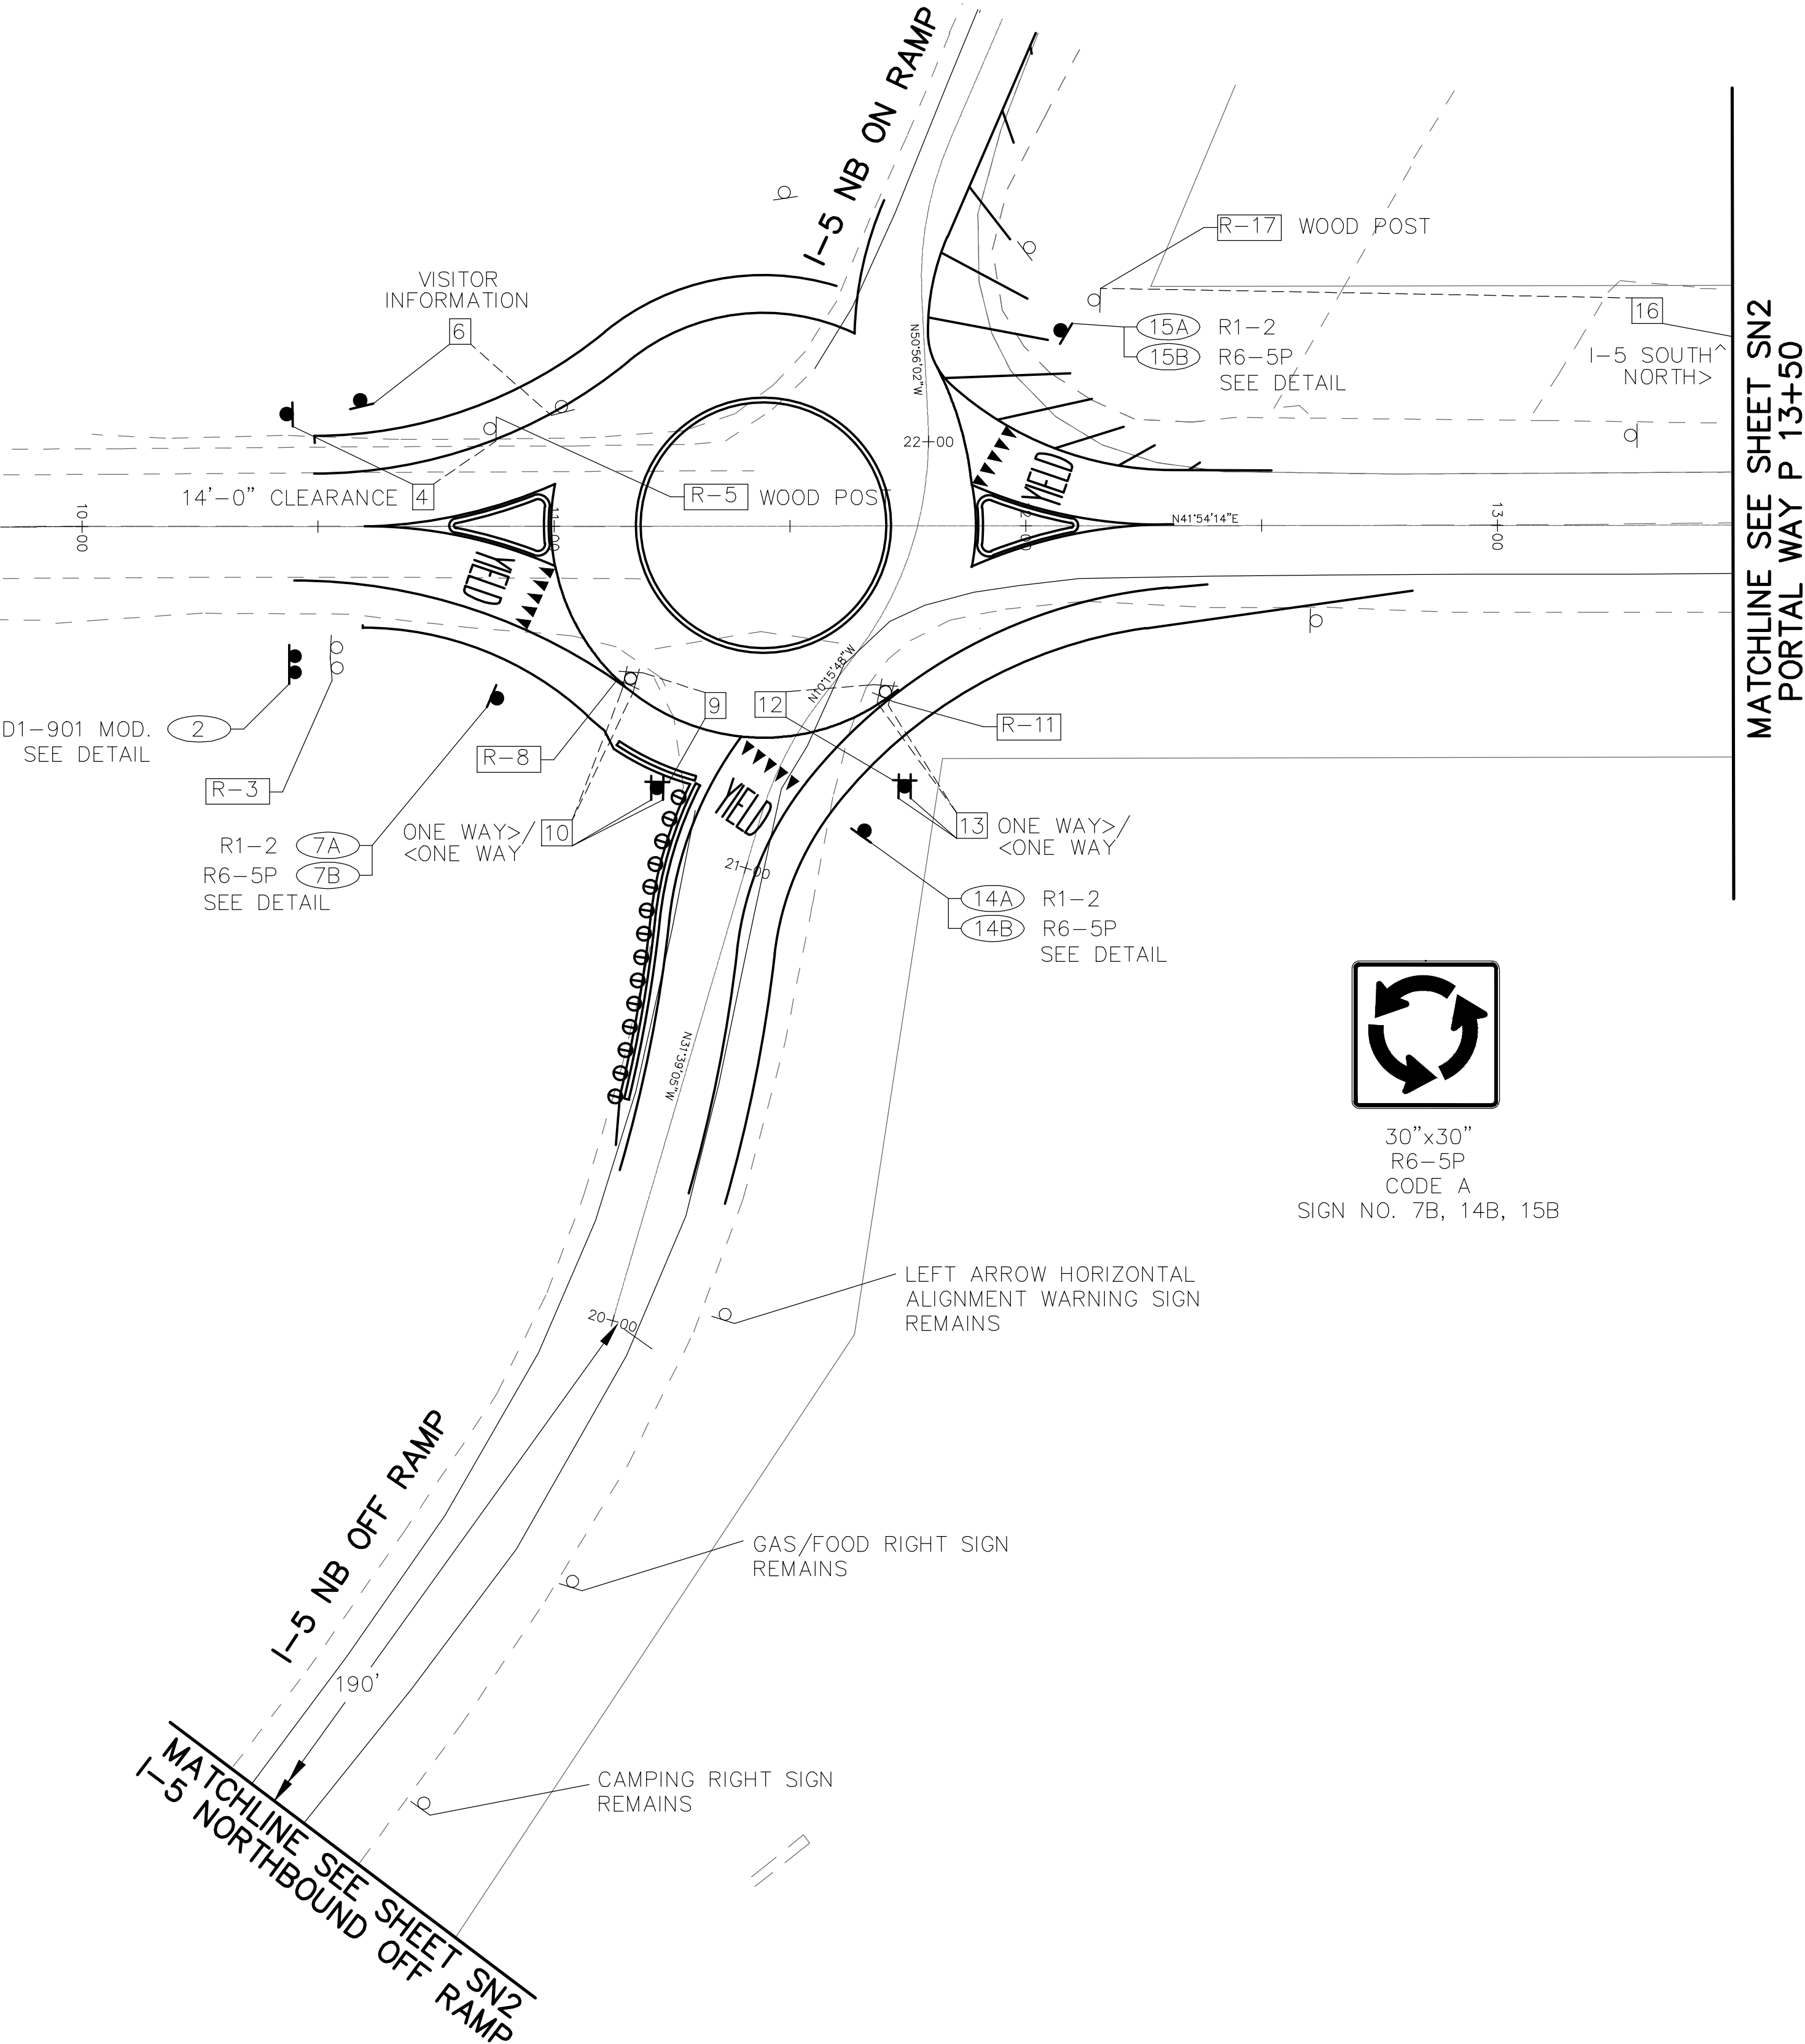 I-5 NB ON RAMP
R-17 WOOD POST
VISITOR
INFORMATION
6
16
I-5 SOUTH^
NORTH>
15A R1-2
15B R6-5P
SEE DETAIL
MATCHLINE SEE SHEET SN2
PORTAL WAY P 13+50
N50°56'02"W
22+00
YIELD
14'-0" CLEARANCE 4
R-5 WOOD POST
10+00
11+00
12+00
N41°54'14"E
13+00
YIELD
N10°15'48"W
D1-901 MOD. 2
SEE DETAIL
R-3
R-8
9
12
R-11
YIELD
R1-2 7A
R6-5P 7B
SEE DETAIL
ONE WAY>/ 10
<ONE WAY
13 ONE WAY>/
<ONE WAY
21+00
14A R1-2
14B R6-5P
SEE DETAIL
N31°39'05"W
30"x30"
R6-5P
CODE A
SIGN NO. 7B, 14B, 15B
LEFT ARROW HORIZONTAL
ALIGNMENT WARNING SIGN
REMAINS
20+00
I-5 NB OFF RAMP
GAS/FOOD RIGHT SIGN
REMAINS
190'
CAMPING RIGHT SIGN
REMAINS
MATCHLINE SEE SHEET SN2
I-5 NORTHBOUND OFF RAMP